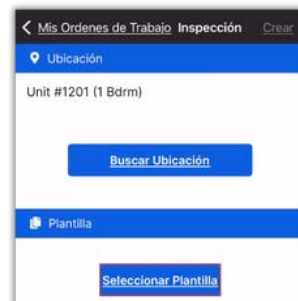 Mis Ordenes de Trabajo Inspección Crear
Ubicación
Unit #1201 (1 Bdrm)
Buscar Ubicación
Plantilla
Seleccionar Plantilla